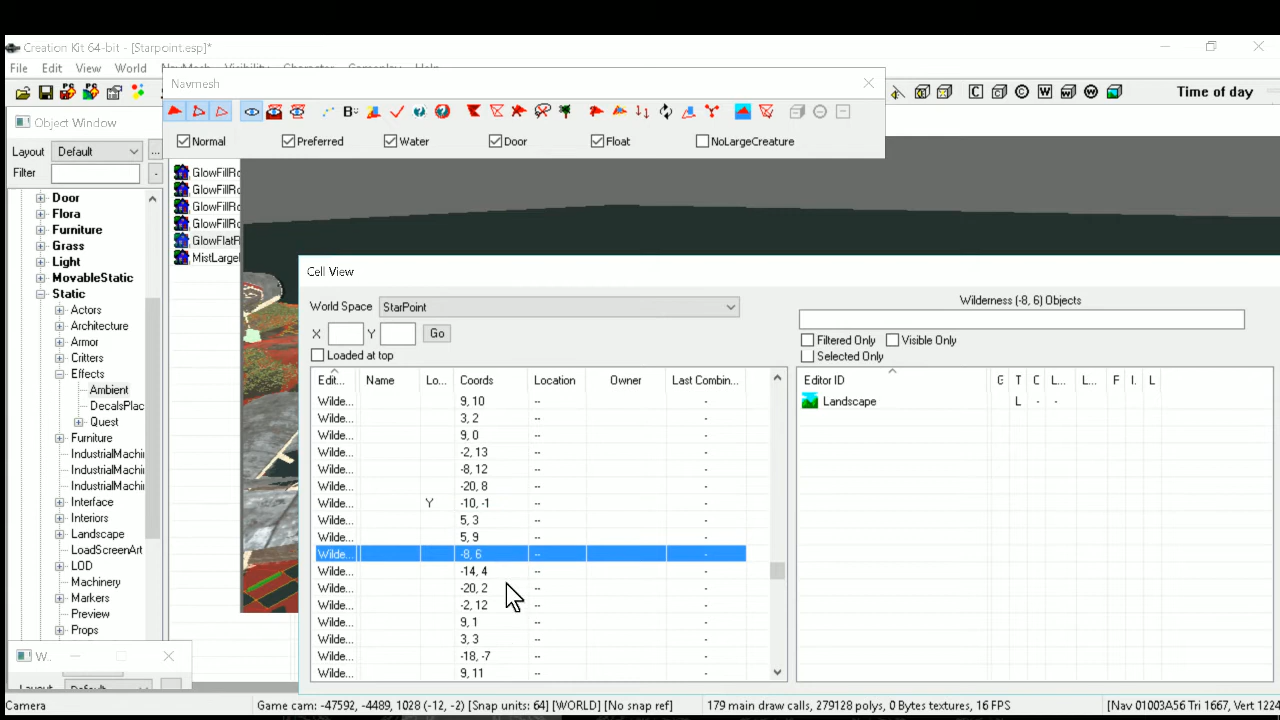 Creation Kit 64-bit - [Starpoint.esp]*
File Edit View World NavMesh Visibility Character Gameplay Help
Navmesh
Time of day
Object Window
Normal Preferred Water Door Float NoLargeCreature
Layout Default ...
Filter -
Door
Flora
Furniture
Grass
Light
MovableStatic
Static
Actors
Architecture
Armor
Critters
Effects
Ambient
DecalsPlac
Quest
Furniture
IndustrialMachi
IndustrialMachi
IndustrialMachi
Interface
Interiors
Landscape
LoadScreenArt
LOD
Machinery
Markers
Preview
Props
GlowFillRo
GlowFillRo
GlowFillRo
GlowFillRo
GlowFlatR
MistLargel
Cell View
World Space StarPoint
X Y Go
Loaded at top
Edit... Name Lo... Coords Location Owner Last Combin...
Wilde... 9, 10 -- -
Wilde... 3, 2 -- -
Wilde... 9, 0 -- -
Wilde... -2, 13 -- -
Wilde... -8, 12 -- -
Wilde... -20, 8 -- -
Wilde... Y -10, -1 -- -
Wilde... 5, 3 -- -
Wilde... 5, 9 -- -
Wilde... -8, 6 -- -
Wilde... -14, 4 -- -
Wilde... -20, 2 -- -
Wilde... -2, 12 -- -
Wilde... 9, 1 -- -
Wilde... 3, 3 -- -
Wilde... -18, -7 -- -
Wilde... 9, 11 -- -
Wilderness (-8, 6) Objects
Filtered Only Visible Only
Selected Only
Editor ID G T C L... L... F I. L
Landscape L - -
W..
Layout Default
Camera
Game cam: -47592, -4489, 1028 (-12, -2) [Snap units: 64] [WORLD] [No snap ref]
179 main draw calls, 279128 polys, 0 Bytes textures, 16 FPS
[Nav 01003A56 Tri 1667, Vert 1224